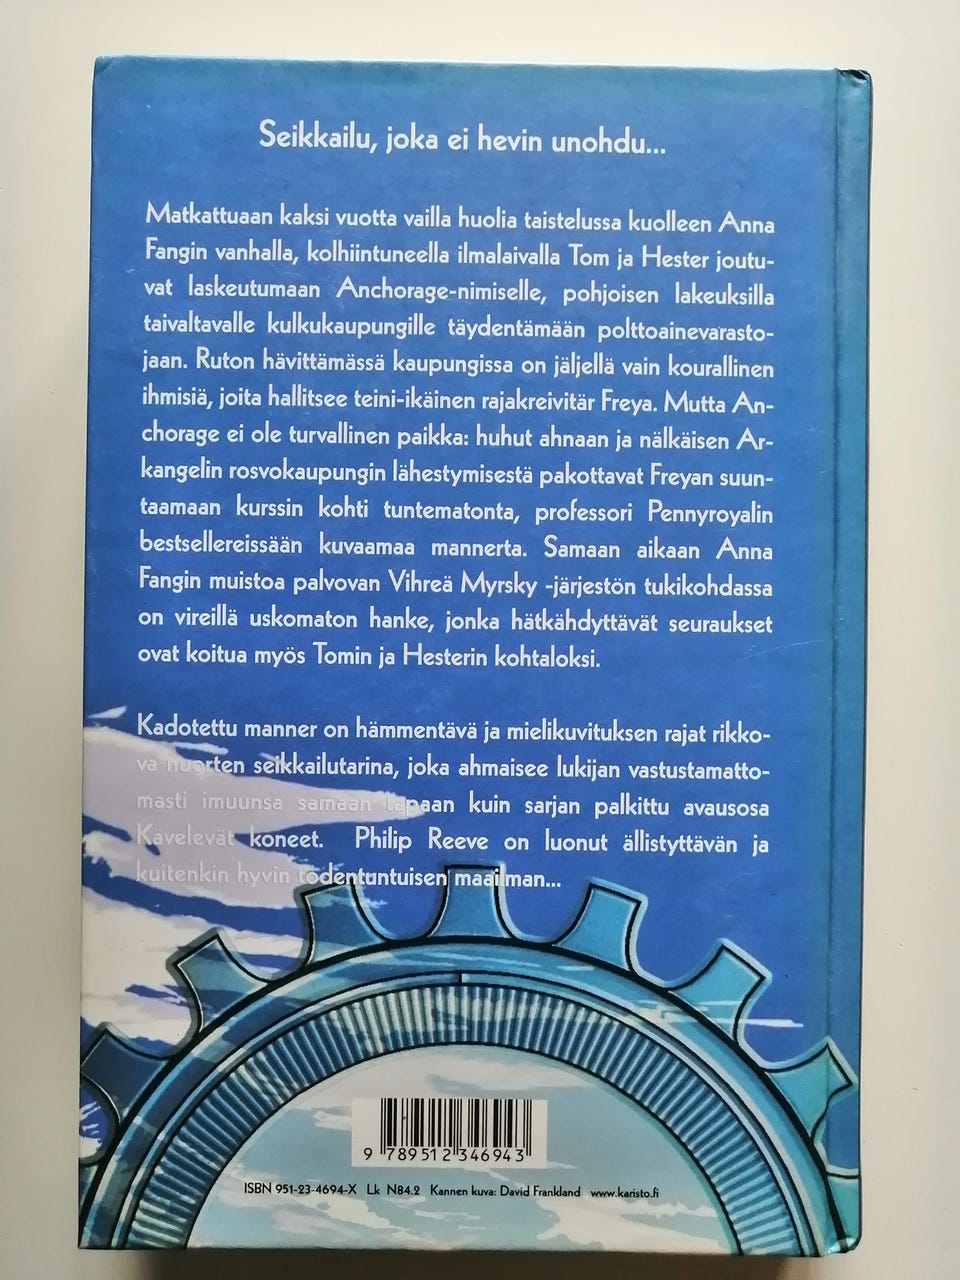 Seikkailu, joka ei hevin unohdu...
Matkattuaan kaksi vuotta vailla huolia taistelussa kuolleen Anna
Fangin vanhalla, kolhiintuneella ilmalaivalla Tom ja Hester joutu-
vat laskeutumaan Anchorage-nimiselle, pohjoisen lakeuksilla
taivaltavalle kulkukaupungille täydentämään polttoainevarasto-
jaan. Ruton hävittämässä kaupungissa on jäljellä vain kourallinen
ihmisiä, joita hallitsee teini-ikäinen rajakreivitär Freya. Mutta An-
chorage ei ole turvallinen paikka: huhut ahnaan ja nälkäisen Ar-
kangelin rosvokaupungin lähestymisestä pakottavat Freyan suun-
taamaan kurssin kohti tuntematonta, professori Pennyroyalin
bestsellereissään kuvaamaa mannerta. Samaan aikaan Anna
Fangin muistoa palvovan Vihreä Myrsky -järjestön tukikohdassa
on vireillä uskomaton hanke, jonka hätkähdyttävät seuraukset
ovat koitua myös Tomin ja Hesterin kohtaloksi.
Kadotettu manner on hämmentävä ja mielikuvituksen rajat rikko-
va nuorten seikkailutarina, joka ahmaisee lukijan vastustamatto-
masti imuunsa samaan tapaan kuin sarjan palkittu avausosa
Kävelevät koneet. Philip Reeve on luonut ällistyttävän ja
kuitenkin hyvin todentuntuisen maailman...
9 789512 346943
ISBN 951-23-4694-X Lk N84.2 Kannen kuva: David Frankland www.karisto.fi